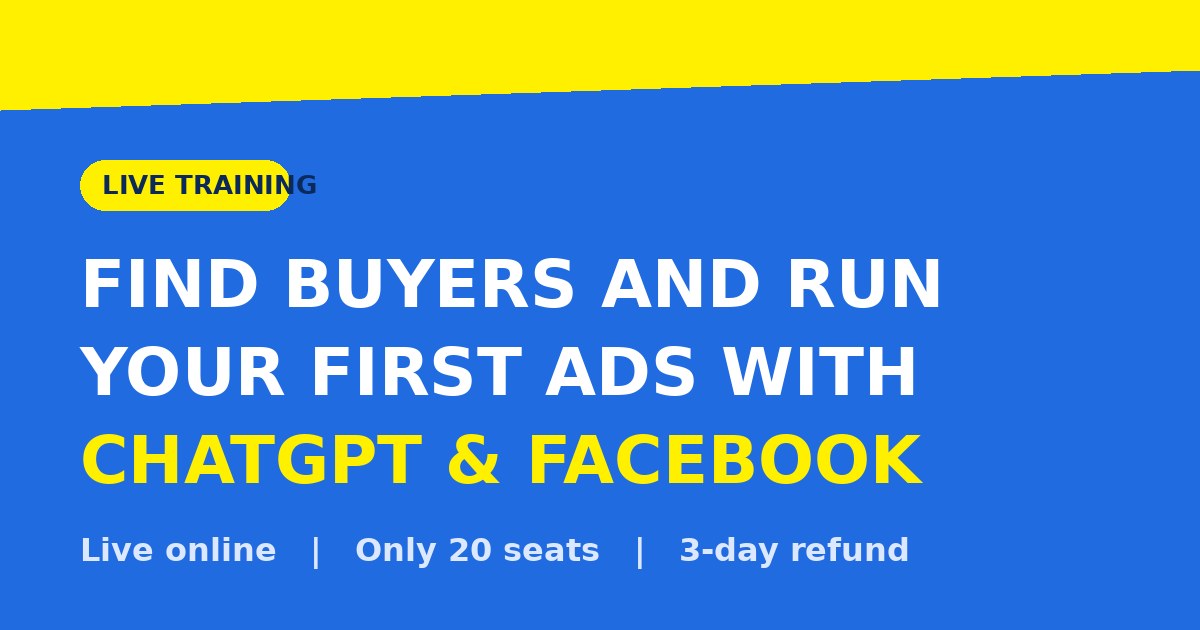 LIVE TRAINING
FIND BUYERS AND RUN
YOUR FIRST ADS WITH
CHATGPT & FACEBOOK
Live online | Only 20 seats | 3-day refund